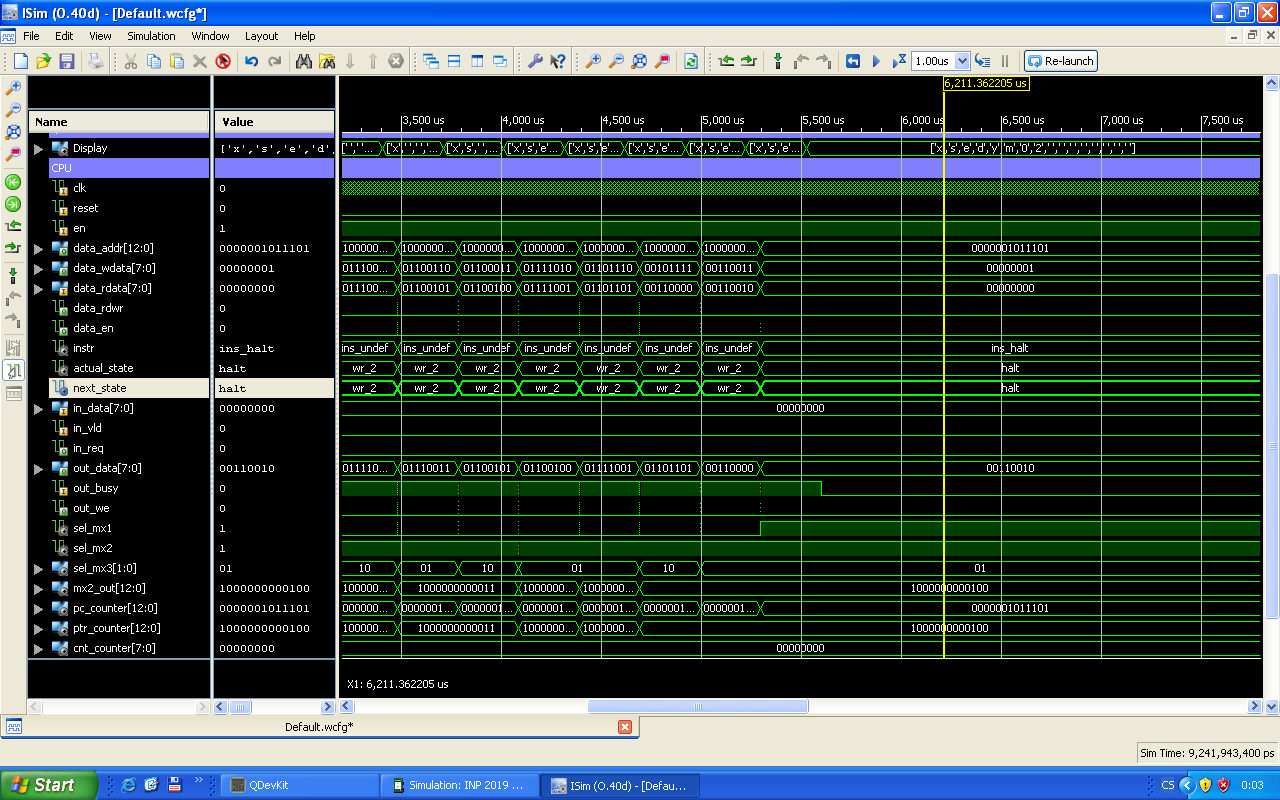 ISim (O.40d) - [Default.wcfg*]
File Edit View Simulation Window Layout Help
1.00us Re-launch
6,211.362205 us
Name Value
3,500 us 4,000 us 4,500 us 5,000 us 5,500 us 6,000 us 6,500 us 7,000 us 7,500 us
Display ['x','s','e','d'. [','',''... ['x','','... ['x','s','... ['x','s','e'... ['x','s','e'... ['x','s','e'... ['x','s','e'... ['x','s','e'... ['x','s','e','d','y','m','0','2',' ',' ',' ',' ',' ',' ',' ',' ']
CPU
clk 0
reset 0
en 1
data_addr[12:0] 0000001011101 100000... 1000000... 1000000... 1000000... 1000000... 1000000... 1000000... 0000001011101
data_wdata[7:0] 00000001 011100... 01100110 01100011 01111010 01101110 00101111 00110011 00000001
data_rdata[7:0] 00000000 011100... 01100101 01100100 01111001 01101101 00110000 00110010 00000000
data_rdwr 0
data_en 0
instr ins_halt ins_undef ins_undef ins_undef ins_undef ins_undef ins_undef ins_undef ins_halt
actual_state halt wr_2 wr_2 wr_2 wr_2 wr_2 wr_2 wr_2 halt
next_state halt wr_2 wr_2 wr_2 wr_2 wr_2 wr_2 wr_2 halt
in_data[7:0] 00000000 00000000
in_vld 0
in_req 0
out_data[7:0] 00110010 011110... 01110011 01100101 01100100 01111001 01101101 00110000 00110010
out_busy 0
out_we 0
sel_mx1 1
sel_mx2 1
sel_mx3[1:0] 01 10 01 10 01 10 01
mx2_out[12:0] 1000000000100 100000... 1000000000011 1000000... 1000000... 1000000000100
pc_counter[12:0] 0000001011101 000000... 0000001... 0000001... 0000001... 0000001... 0000001... 0000001... 0000001011101
ptr_counter[12:0] 1000000000100 100000... 1000000000011 1000000... 1000000... 1000000000100
cnt_counter[7:0] 00000000 00000000
X1: 6,211.362205 us
Default.wcfg*
Sim Time: 9,241,943,400 ps
Start QDevKit Simulation: INP 2019 ... ISim (O.40d) - [Defau... CS 0:03